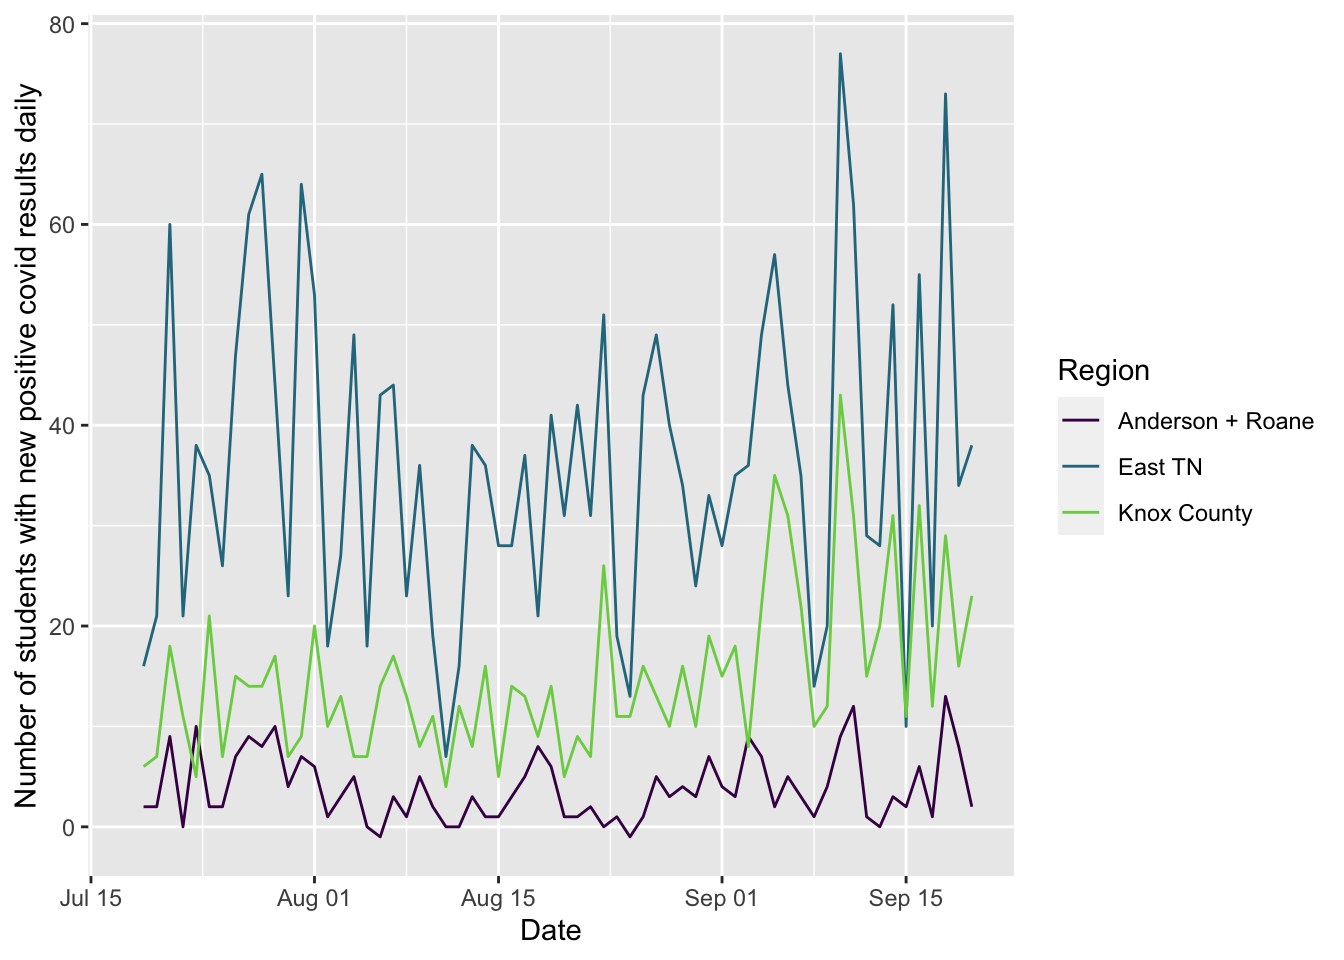 Number of students with new positive covid results daily
80
60
40
20
0
Jul 15
Aug 01
Aug 15
Sep 01
Sep 15
Date
Region
Anderson + Roane
East TN
Knox County